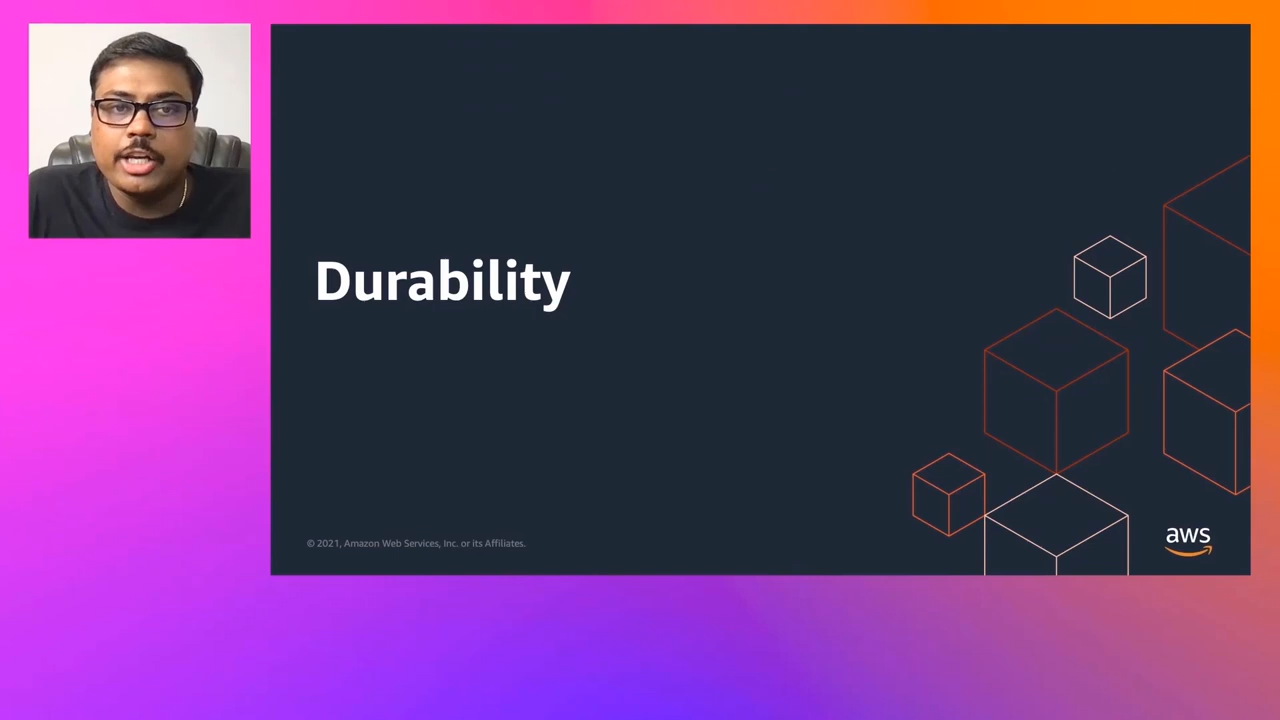 Durability
© 2021, Amazon Web Services, Inc. or its Affiliates.
aws